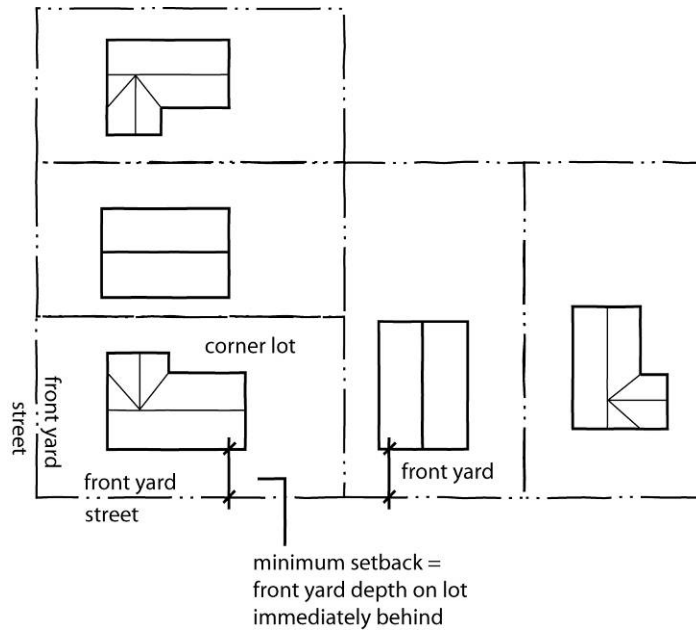 corner lot
front yard
street
front yard
street
front yard
minimum setback =
front yard depth on lot
immediately behind